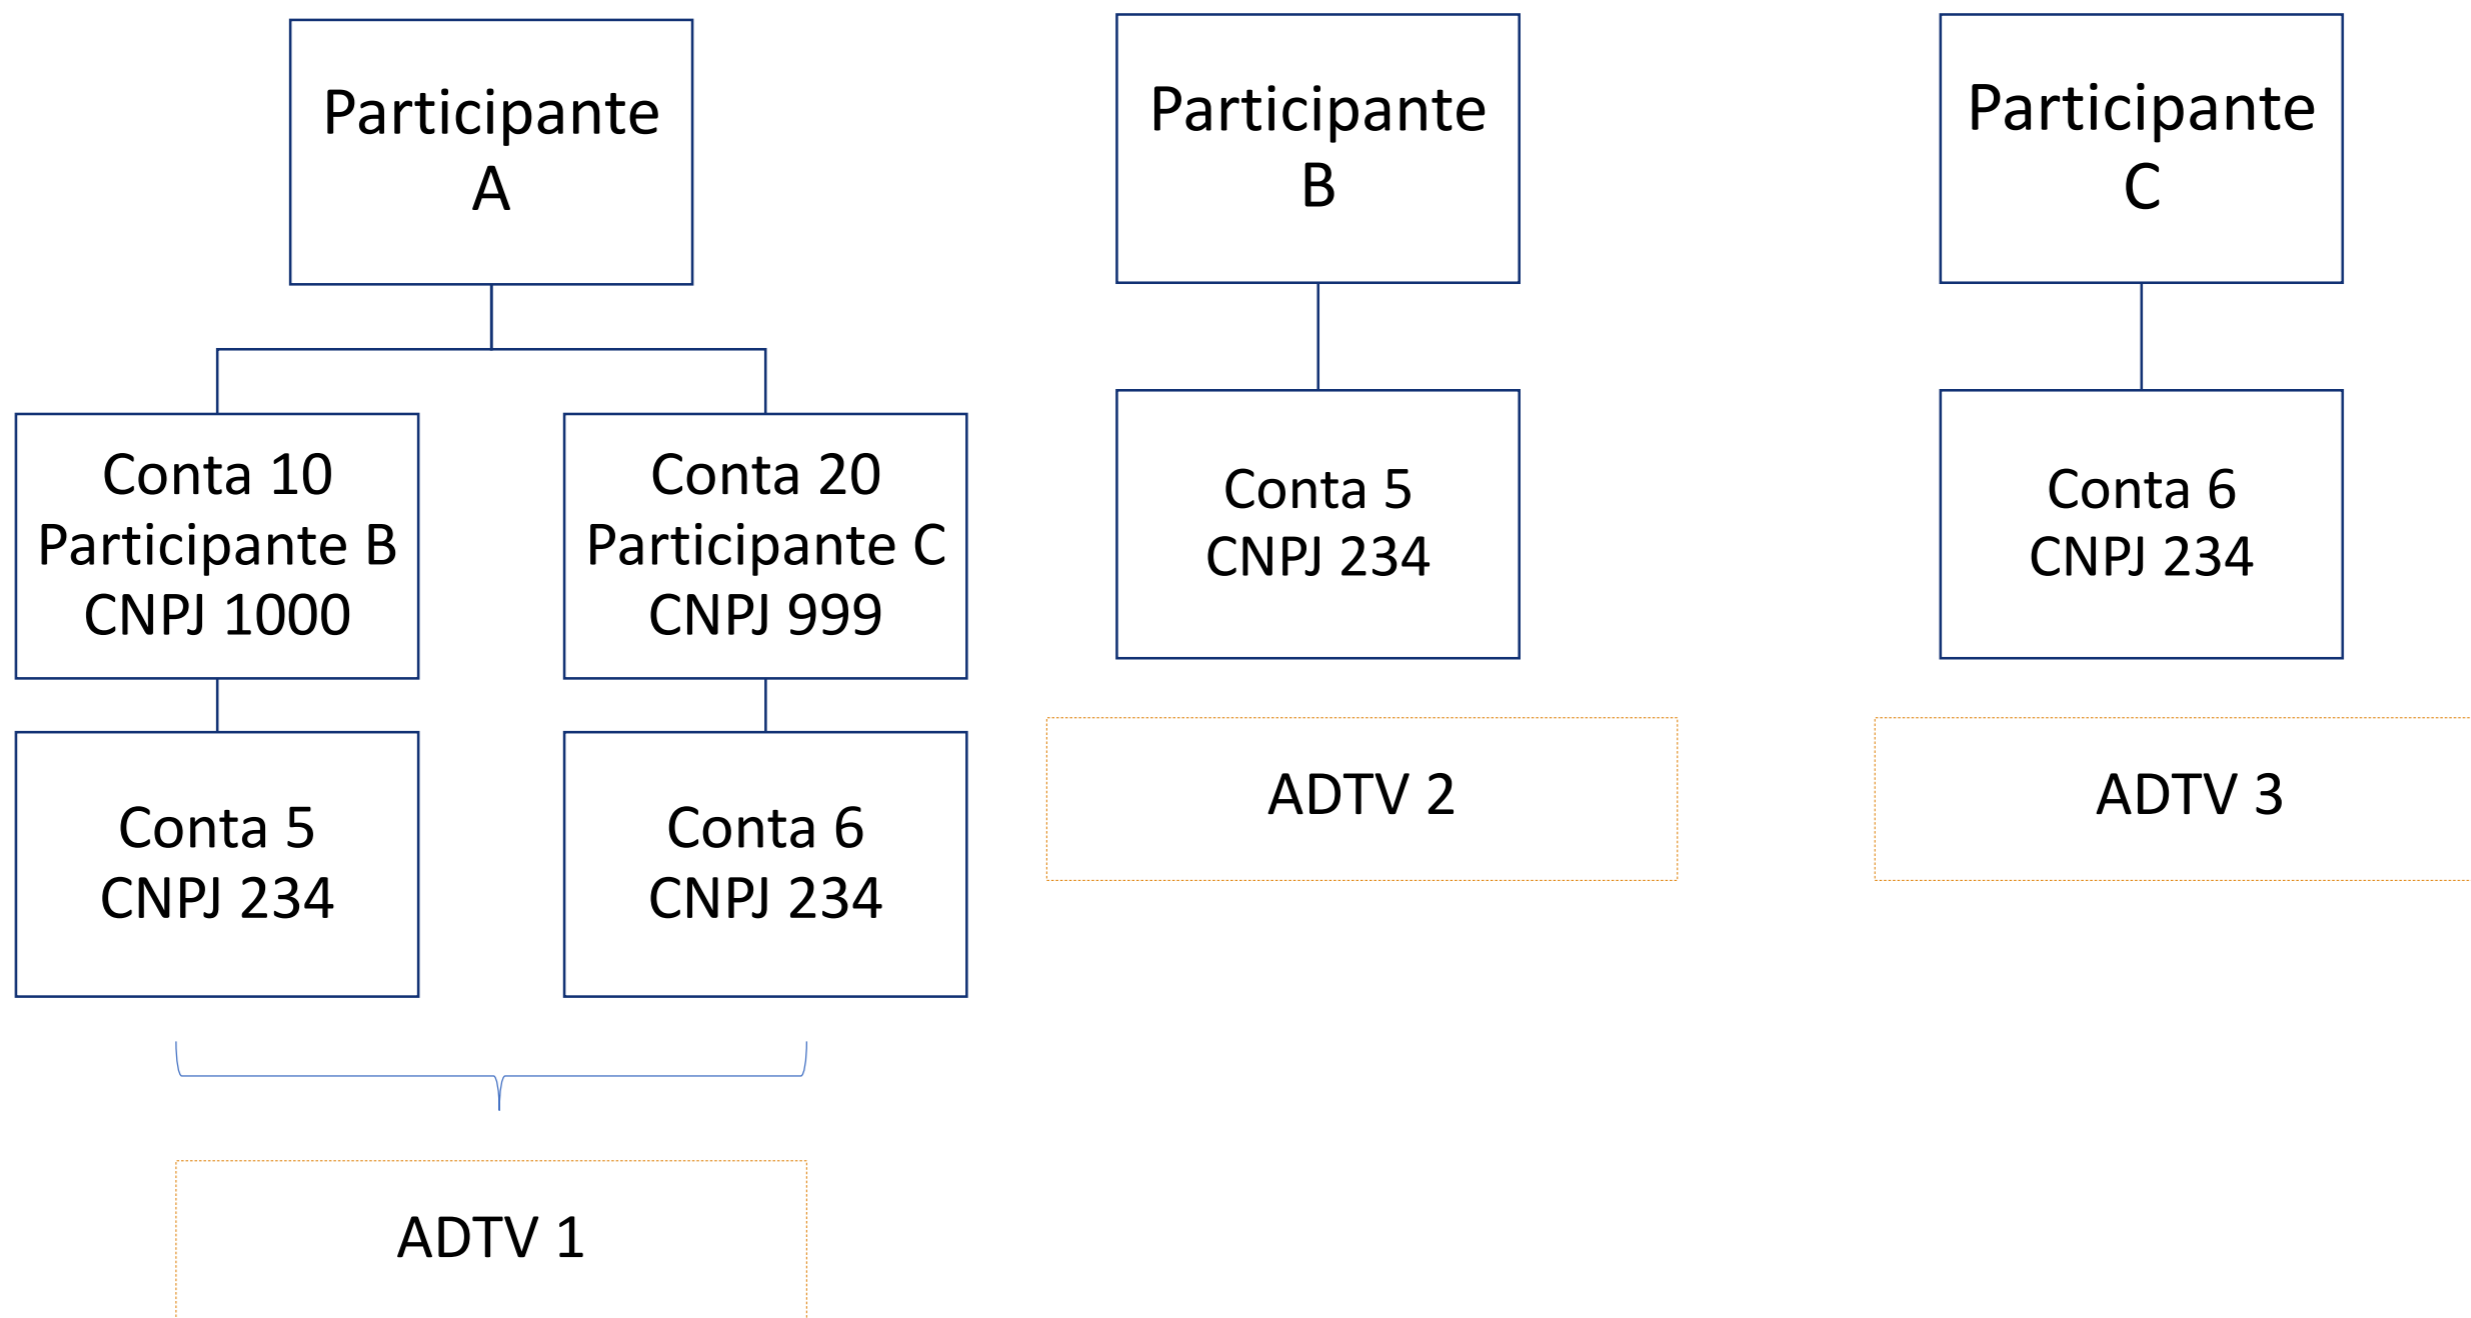 Participante
A
Participante
B
Participante
C
Conta 10
Participante B
CNPJ 1000
Conta 20
Participante C
CNPJ 999
Conta 5
CNPJ 234
Conta 6
CNPJ 234
Conta 5
CNPJ 234
Conta 6
CNPJ 234
ADTV 2
ADTV 3
ADTV 1